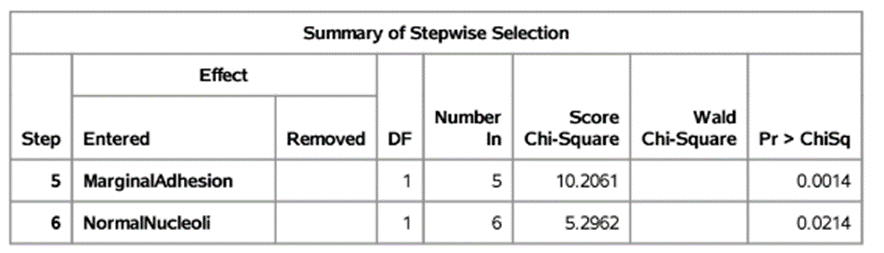 Summary of Stepwise Selection
Effect
Step Entered Removed DF Number In Score Chi-Square Wald Chi-Square Pr > ChiSq
5 MarginalAdhesion 1 5 10.2061 0.0014
6 NormalNucleoli 1 6 5.2962 0.0214